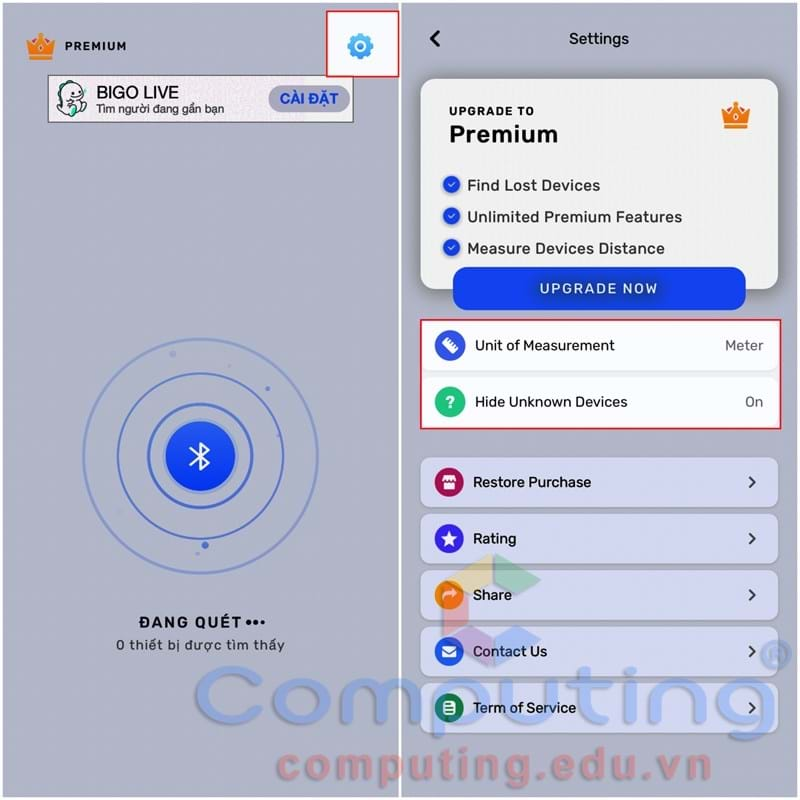 PREMIUM
BIGO LIVE
Tìm người đang gần bạn
CÀI ĐẶT
ĐANG QUÉT •••
0 thiết bị được tìm thấy
Settings
UPGRADE TO
Premium
Find Lost Devices
Unlimited Premium Features
Measure Devices Distance
UPGRADE NOW
Unit of Measurement
Meter
?
Hide Unknown Devices
On
Restore Purchase
Rating
Share
Contact Us
Term of Service
Computing®
computing.edu.vn